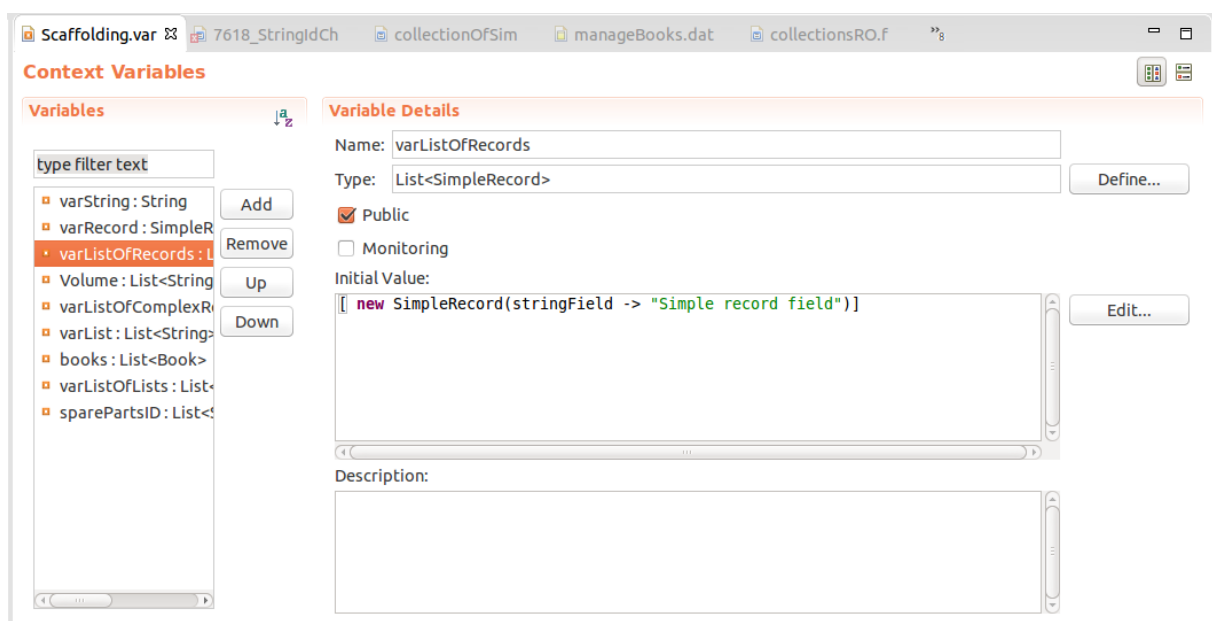 Scaffolding.var 7618_StringIdCh collectionOfSim manageBooks.dat collectionsRO.f »8
Context Variables
Variables
a
z
type filter text
varString : String
varRecord : SimpleR
varListOfRecords : L
Volume : List<String
varListOfComplexR
varList : List<String>
books : List<Book>
varListOfLists : List<
sparePartsID : List<S
Add
Remove
Up
Down
Variable Details
Name: varListOfRecords
Type: List<SimpleRecord> Define...
Public
Monitoring
Initial Value:
[ new SimpleRecord(stringField -> "Simple record field")]
Edit...
Description: